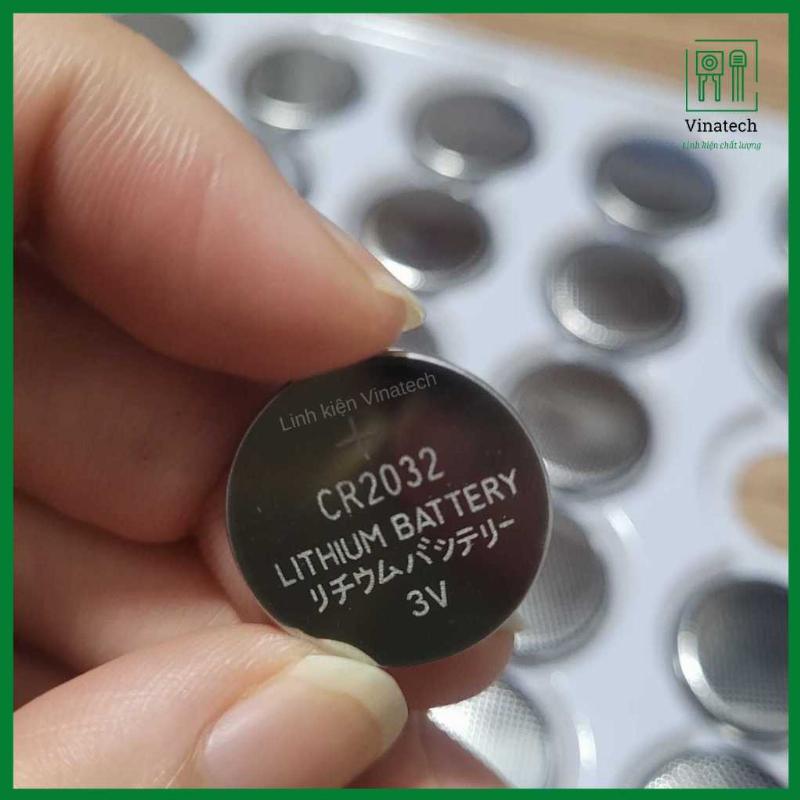 Vinatech
Linh kiện chất lượng
Linh kiện Vinatech
+
CR2032
LITHIUM BATTERY
リチウムバッテリー
3V